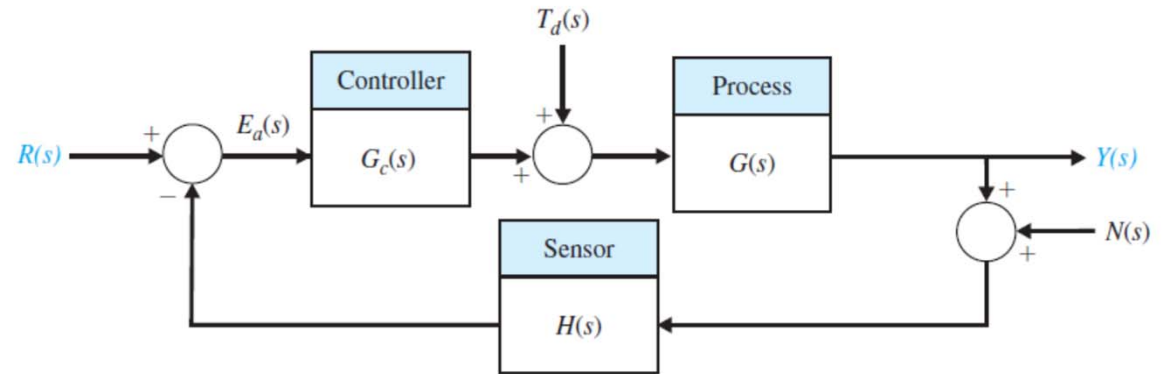 T_d(s)
Controller
Process
+
+
E_a(s)
+
R(s)
G_c(s)
G(s)
Y(s)
+
−
+
Sensor
N(s)
+
H(s)